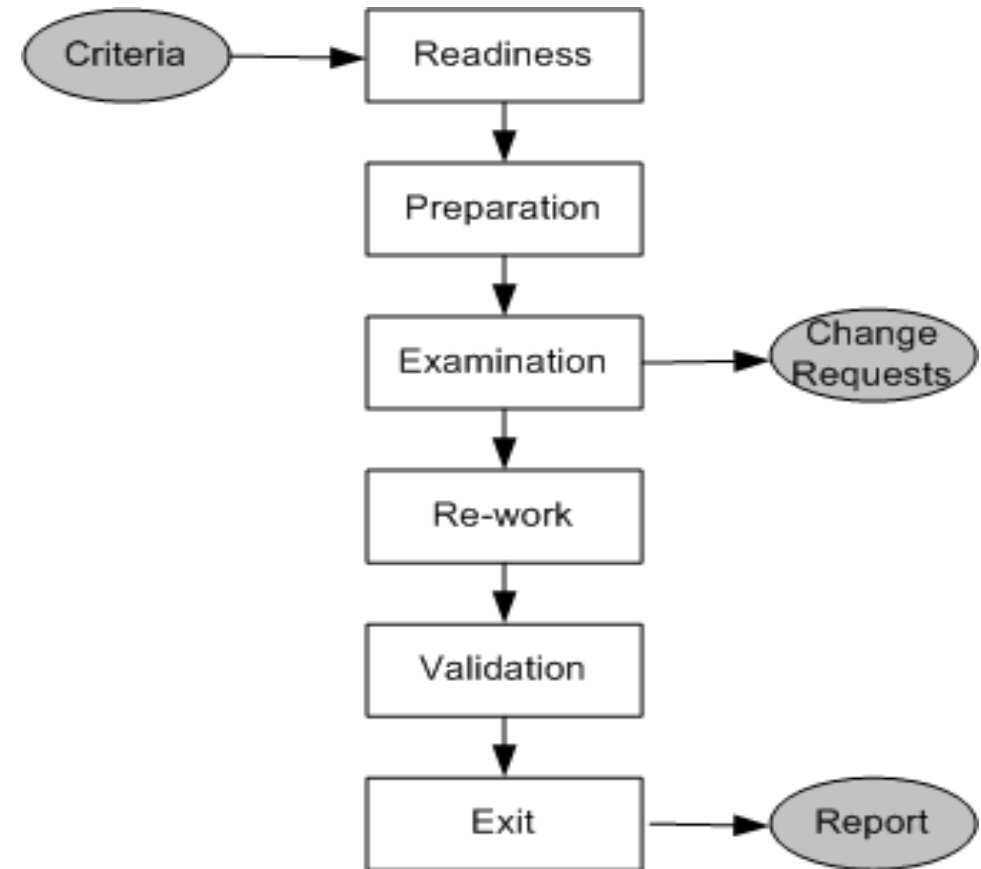 Criteria
Readiness
Preparation
Examination
Change
Requests
Re-work
Validation
Exit
Report